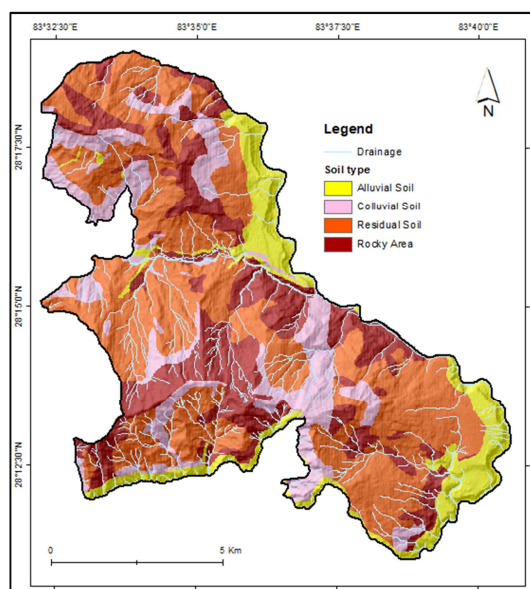 83°32'30"E 83°35'0"E 83°37'30"E 83°40'0"E
28°17'30"N
28°15'0"N
28°12'30"N
N
Legend
Drainage
Soil type
Alluvial Soil
Colluvial Soil
Residual Soil
Rocky Area
0 5 Km